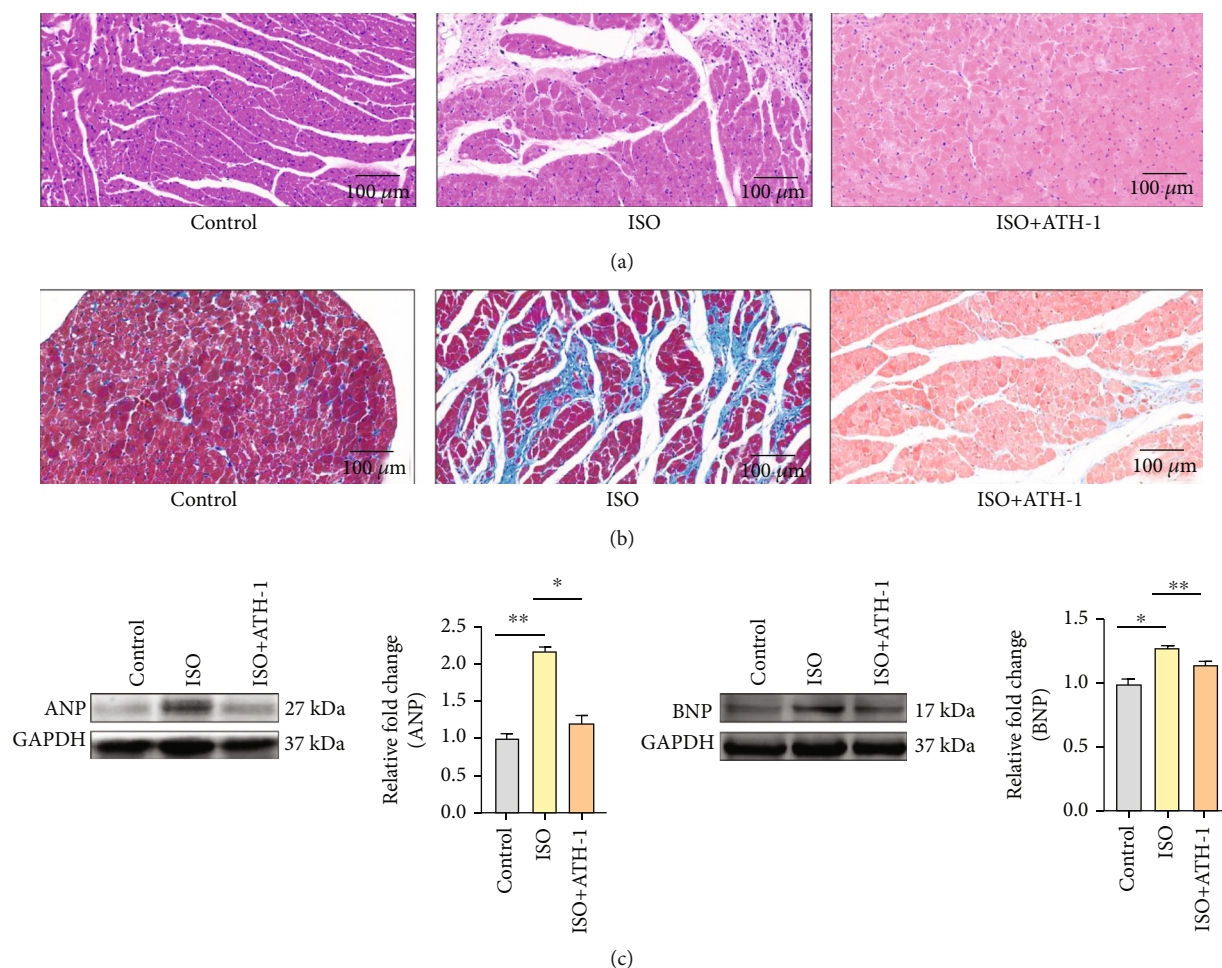 100 μm
100 μm
100 μm
Control
ISO
ISO+ATH-1
(a)
100 μm
100 μm
100 μm
Control
ISO
ISO+ATH-1
(b)
Control
ISO
ISO+ATH-1
ANP
27 kDa
GAPDH
37 kDa
Relative fold change
(ANP)
2.5
2.0
1.0
0.5
0.0
**
*
Control
ISO
ISO+ATH-1
Control
ISO
ISO+ATH-1
BNP
17 kDa
GAPDH
37 kDa
Relative fold change
(BNP)
1.5
1.0
0.5
0.0
*
**
Control
ISO
ISO+ATH-1
(c)